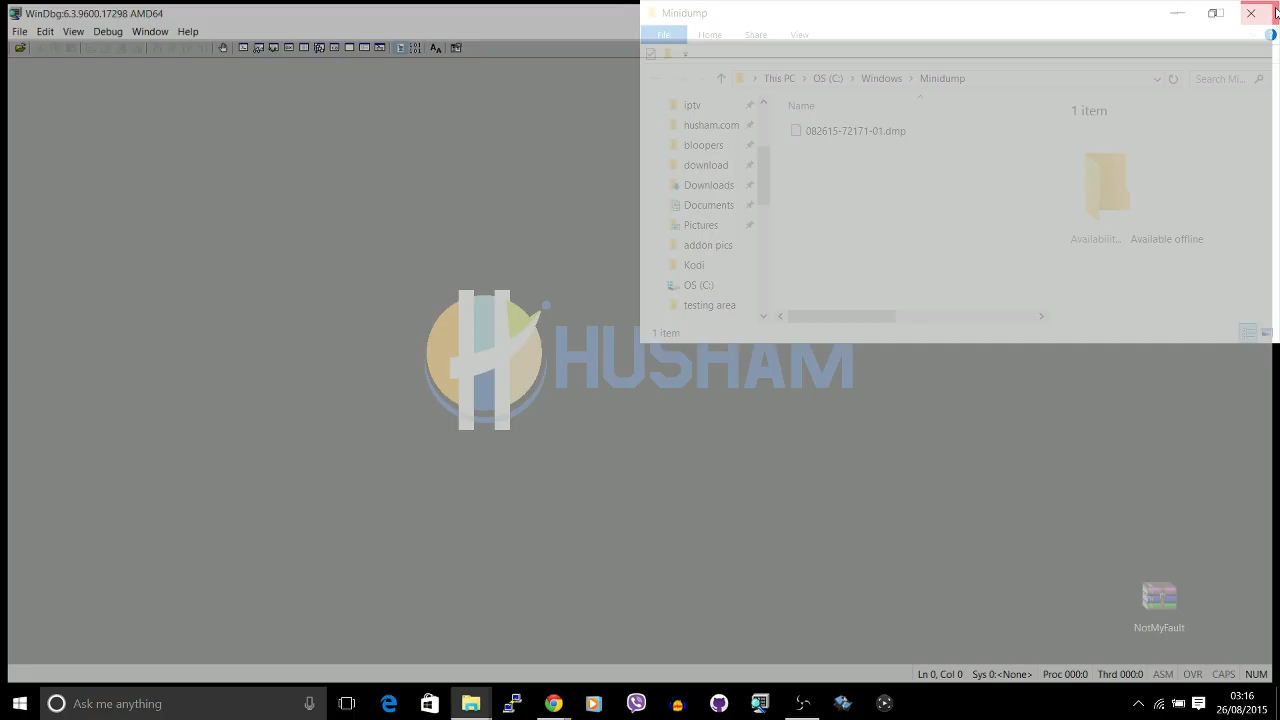 WinDbg:6.3.9600.17298 AMD64
File Edit View Debug Window Help
Minidump
File Home Share View
This PC OS (C:) Windows Minidump
Search Mi...
iptv
husham.com
bloopers
download
Downloads
Documents
Pictures
addon pics
Kodi
OS (C:)
testing area
Name
082615-72171-01.dmp
1 item
Availabilit... Available offline
1 item
H HUSHAM
NotMyFault
Ln 0, Col 0 Sys 0:<None> Proc 000:0 Thrd 000:0 ASM OVR CAPS NUM
Ask me anything
03:16
26/08/2015